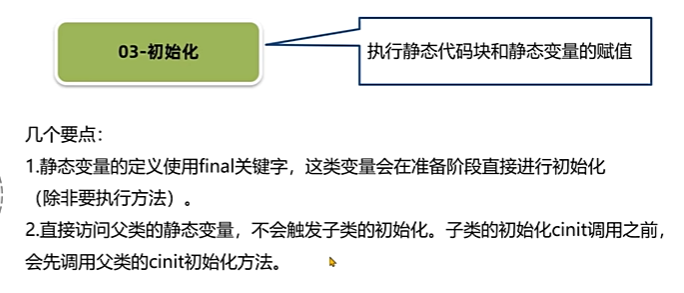 03-初始化
执行静态代码块和静态变量的赋值
几个要点：
1.静态变量的定义使用final关键字，这类变量会在准备阶段直接进行初始化
（除非要执行方法）。
2.直接访问父类的静态变量，不会触发子类的初始化。子类的初始化cinit调用之前，
会先调用父类的cinit初始化方法。